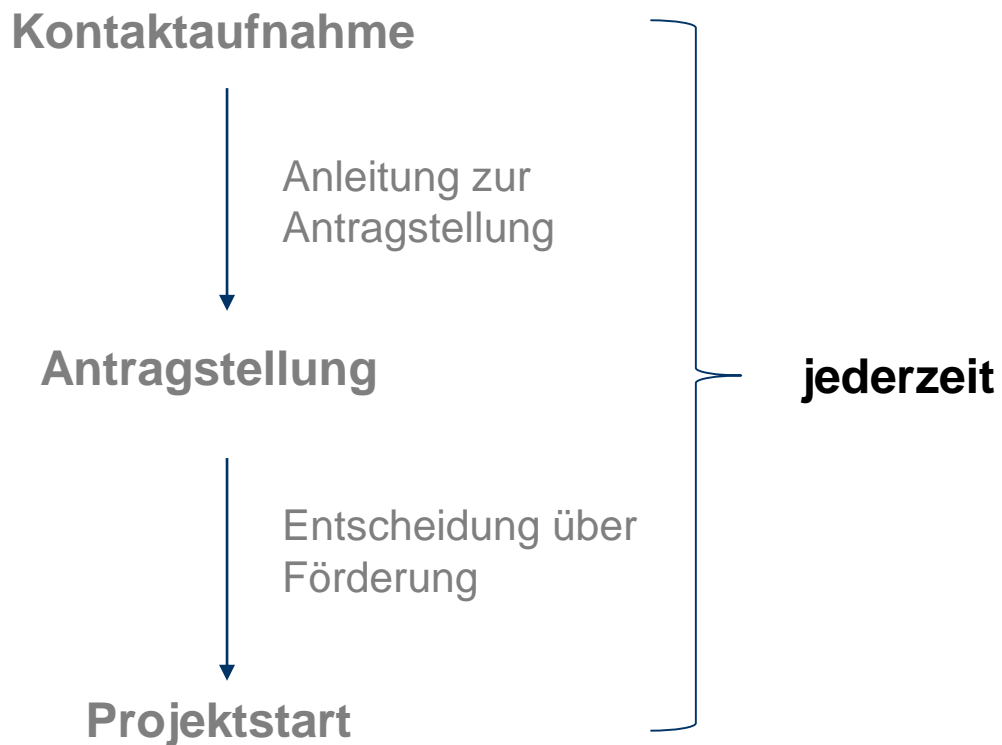 Kontaktaufnahme
Anleitung zur
Antragstellung
Antragstellung
jederzeit
Entscheidung über
Förderung
Projektstart